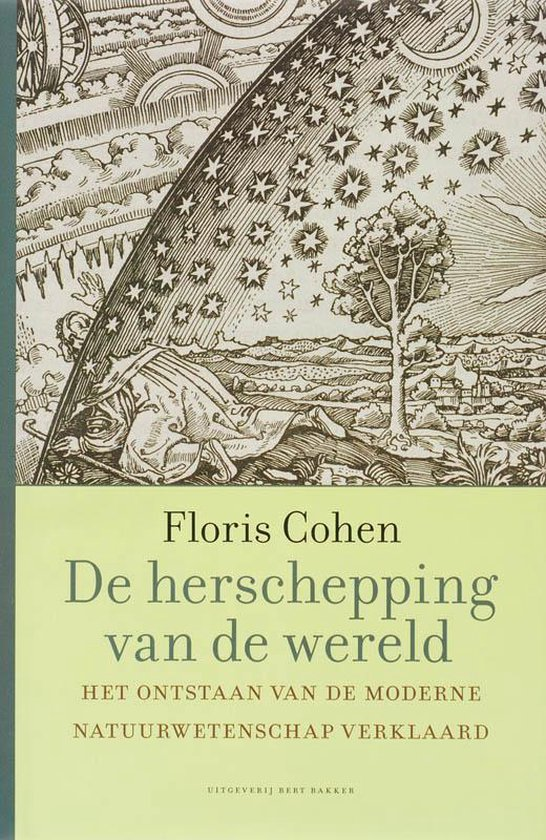 Floris Cohen
De herschepping
van de wereld
HET ONTSTAAN VAN DE MODERNE
NATUURWETENSCHAP VERKLAARD
UITGEVERIJ BERT BAKKER